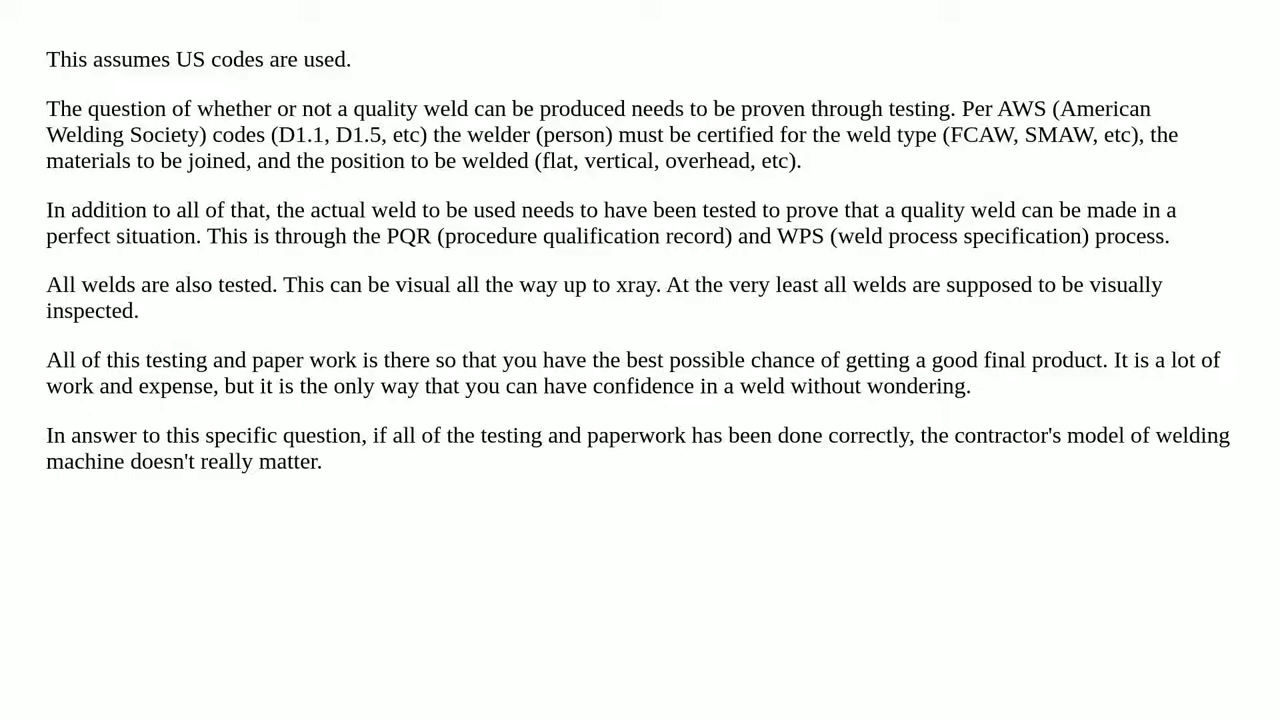 This assumes US codes are used.
The question of whether or not a quality weld can be produced needs to be proven through testing. Per AWS (American
Welding Society) codes (D1.1, D1.5, etc) the welder (person) must be certified for the weld type (FCAW, SMAW, etc), the
materials to be joined, and the position to be welded (flat, vertical, overhead, etc).
In addition to all of that, the actual weld to be used needs to have been tested to prove that a quality weld can be made in a
perfect situation. This is through the PQR (procedure qualification record) and WPS (weld process specification) process.
All welds are also tested. This can be visual all the way up to xray. At the very least all welds are supposed to be visually
inspected.
All of this testing and paper work is there so that you have the best possible chance of getting a good final product. It is a lot of
work and expense, but it is the only way that you can have confidence in a weld without wondering.
In answer to this specific question, if all of the testing and paperwork has been done correctly, the contractor's model of welding
machine doesn't really matter.